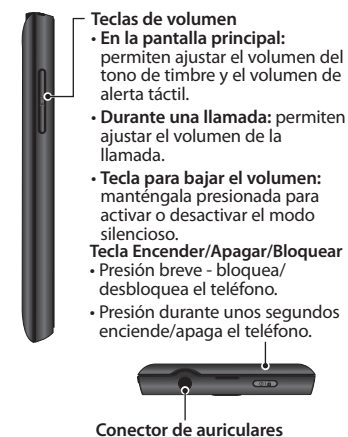 Teclas de volumen
• En la pantalla principal:
permiten ajustar el volumen del
tono de timbre y el volumen de
alerta táctil.
• Durante una llamada: permiten
ajustar el volumen de la
llamada.
• Tecla para bajar el volumen:
manténgala presionada para
activar o desactivar el modo
silencioso.
Tecla Encender/Apagar/Bloquear
• Presión breve - bloquea/
desbloquea el teléfono.
• Presión durante unos segundos
enciende/apaga el teléfono.
Conector de auriculares